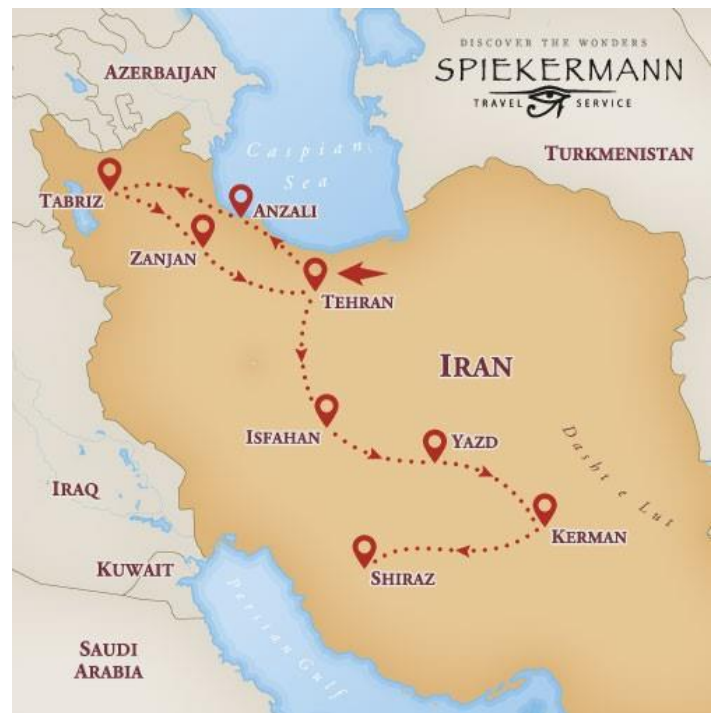 DISCOVER THE WONDERS
SPIEKERMANN
TRAVEL SERVICE
AZERBAIJAN
TURKMENISTAN
Caspian
Sea
TABRIZ
ANZALI
ZANJAN
TEHRAN
IRAN
ISFAHAN
YAZD
Dasht e Lut
IRAQ
KERMAN
KUWAIT
SHIRAZ
Persian Gulf
SAUDI
ARABIA